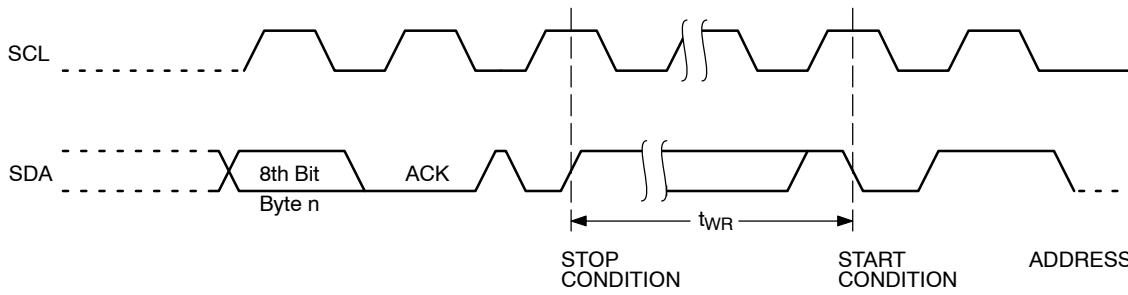 SCL
SDA
8th Bit
Byte n
ACK
tWR
STOP
CONDITION
START
CONDITION
ADDRESS